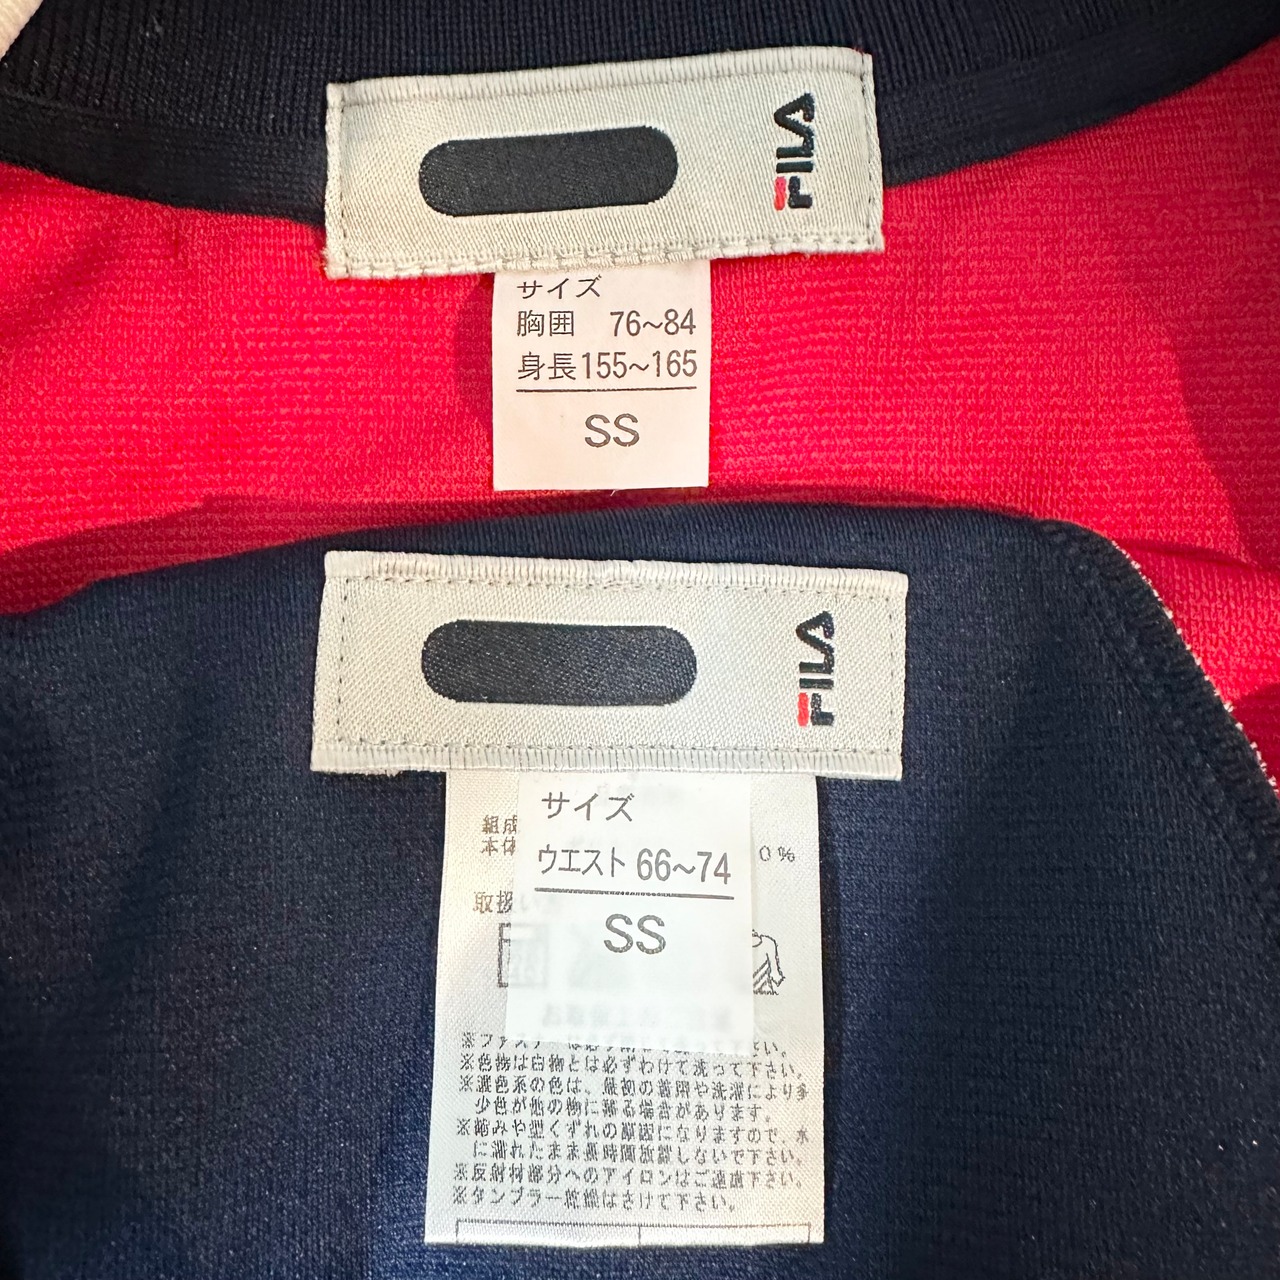 FILA
サイズ
胸囲 76~84
身長155~165
SS
FILA
サイズ
ウエスト 66~74
SS
組成
本体
0%
取扱い
※色物は白物とは必ずわけて洗って下さい。
※濃色系の色は、最初の着用や洗濯により多
少色が他の物に移る場合があります。
※縮みや型くずれの原因になりますので、水
に濡れたまま長時間放置しないで下さい。
※反射材部分へのアイロンはご遠慮下さい。
※タンブラー乾燥はさけて下さい。